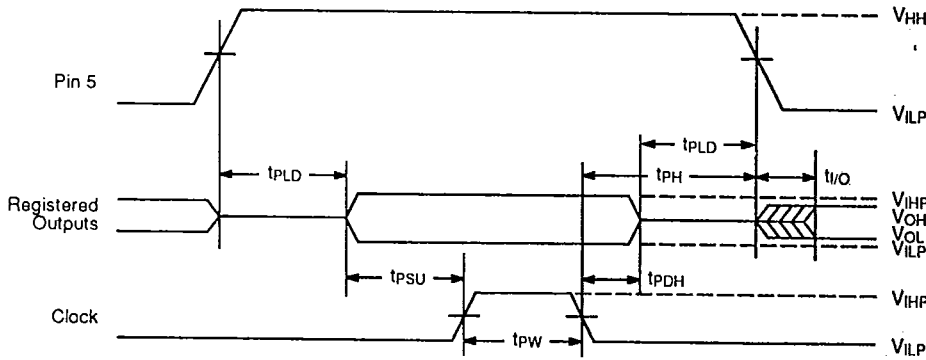 VHH
Pin 5
VILP
tPLD
tPLD
tPH
tI/O
Registered
Outputs
VIHP
VOH
VOL
VILP
tPSU
tPDH
VIHP
Clock
tPW
VILP